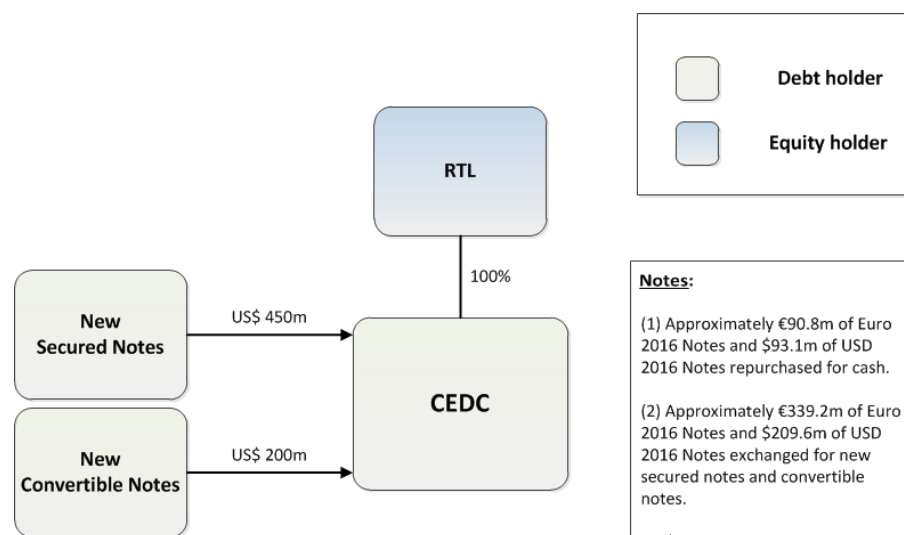 Debt holder
Equity holder
RTL
100%
New
Secured Notes
US$ 450m
CEDC
New
Convertible Notes
US$ 200m
Notes:
(1) Approximately €90.8m of Euro
2016 Notes and $93.1m of USD
2016 Notes repurchased for cash.
(2) Approximately €339.2m of Euro
2016 Notes and $209.6m of USD
2016 Notes exchanged for new
secured notes and convertible
notes.